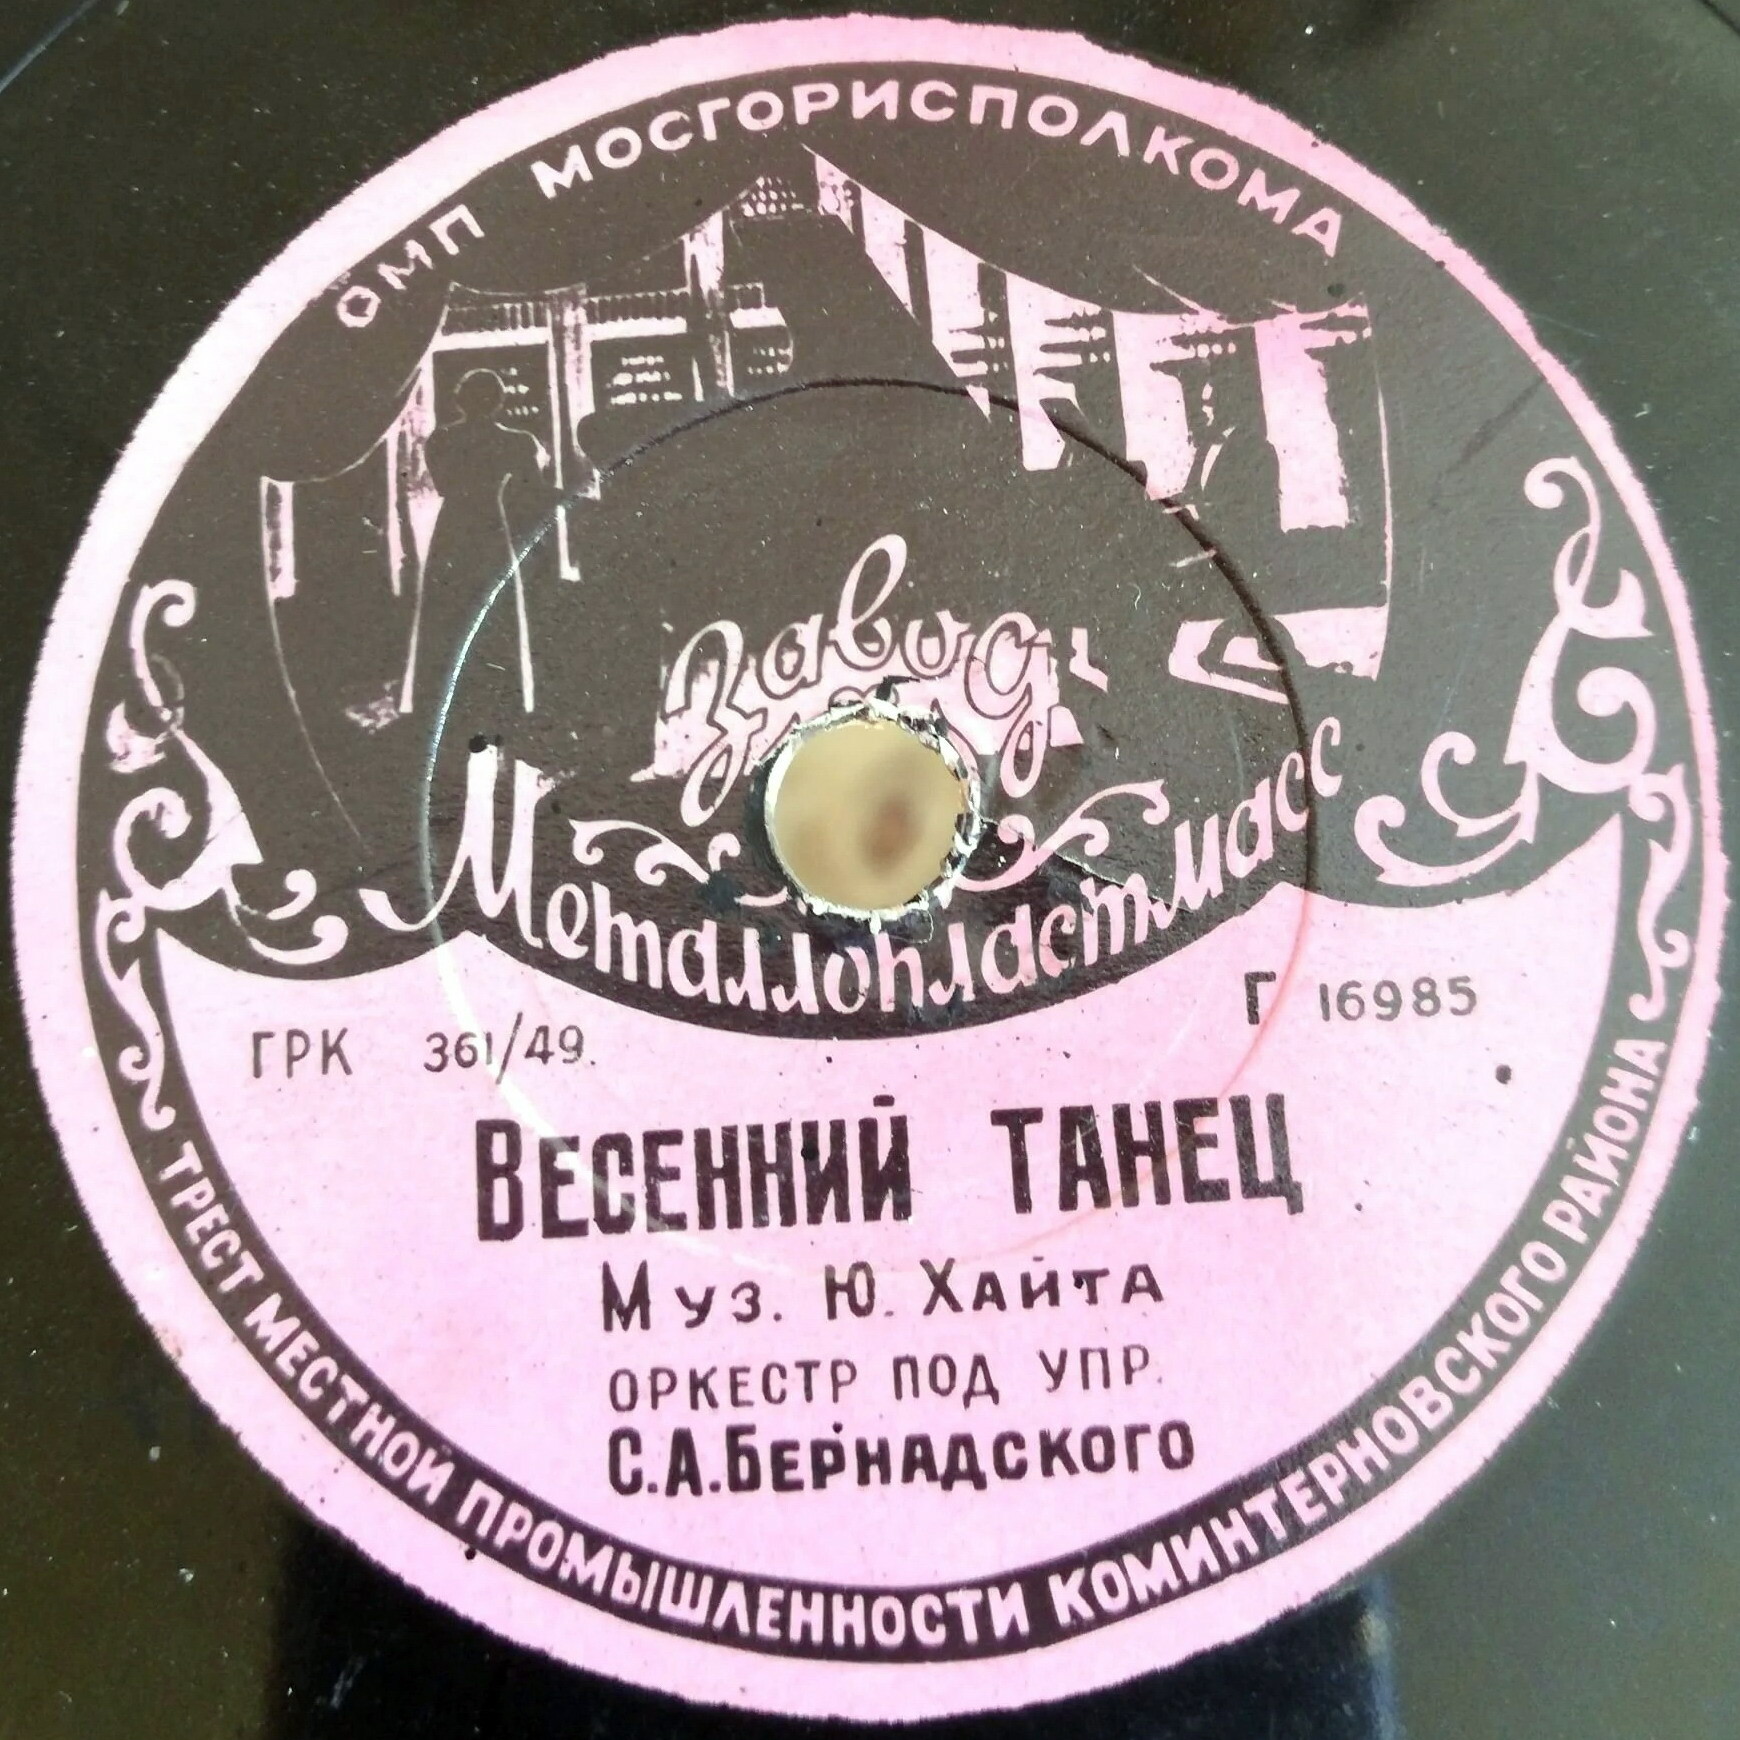 ОМП МОСГОРИСПОЛКОМА
Завод
Металлопластмасс
ГРК 361/49.
Г 16985
ВЕСЕННИЙ ТАНЕЦ
Муз. Ю. ХАЙТА
ОРКЕСТР ПОД УПР.
С.А.БЕРНАДСКОГО
ТРЕСТ МЕСТНОЙ ПРОМЫШЛЕННОСТИ КОМИНТЕРНОВСКОГО РАЙОНА